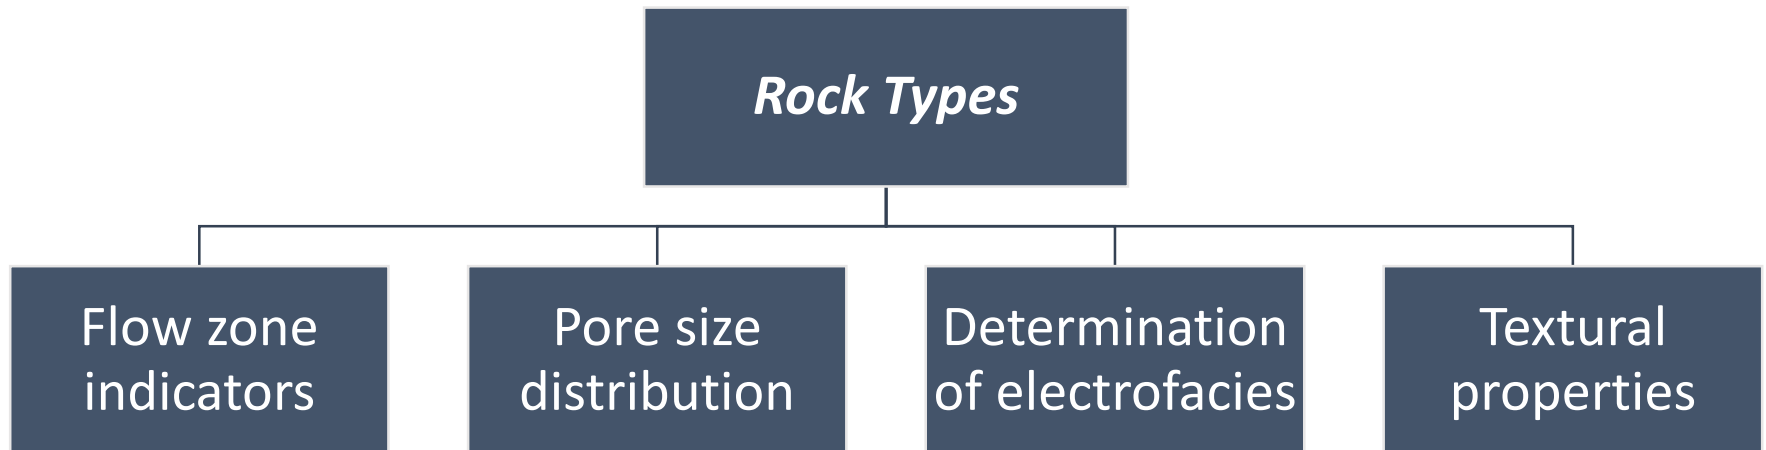 Rock Types
Flow zone
indicators
Pore size
distribution
Determination
of electrofacies
Textural
properties